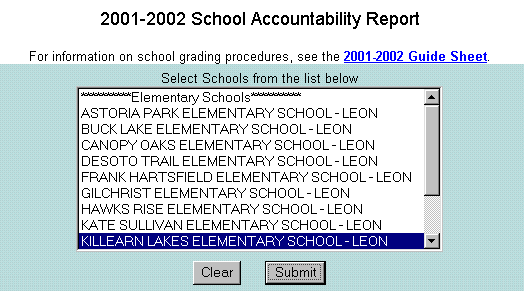 2001-2002 School Accountability Report
For information on school grading procedures, see the 2001-2002 Guide Sheet.
Select Schools from the list below
***********Elementary Schools***********
ASTORIA PARK ELEMENTARY SCHOOL - LEON
BUCK LAKE ELEMENTARY SCHOOL - LEON
CANOPY OAKS ELEMENTARY SCHOOL - LEON
DESOTO TRAIL ELEMENTARY SCHOOL - LEON
FRANK HARTSFIELD ELEMENTARY SCHOOL - LEON
GILCHRIST ELEMENTARY SCHOOL - LEON
HAWKS RISE ELEMENTARY SCHOOL - LEON
KATE SULLIVAN ELEMENTARY SCHOOL - LEON
KILLEARN LAKES ELEMENTARY SCHOOL - LEON
Clear Submit